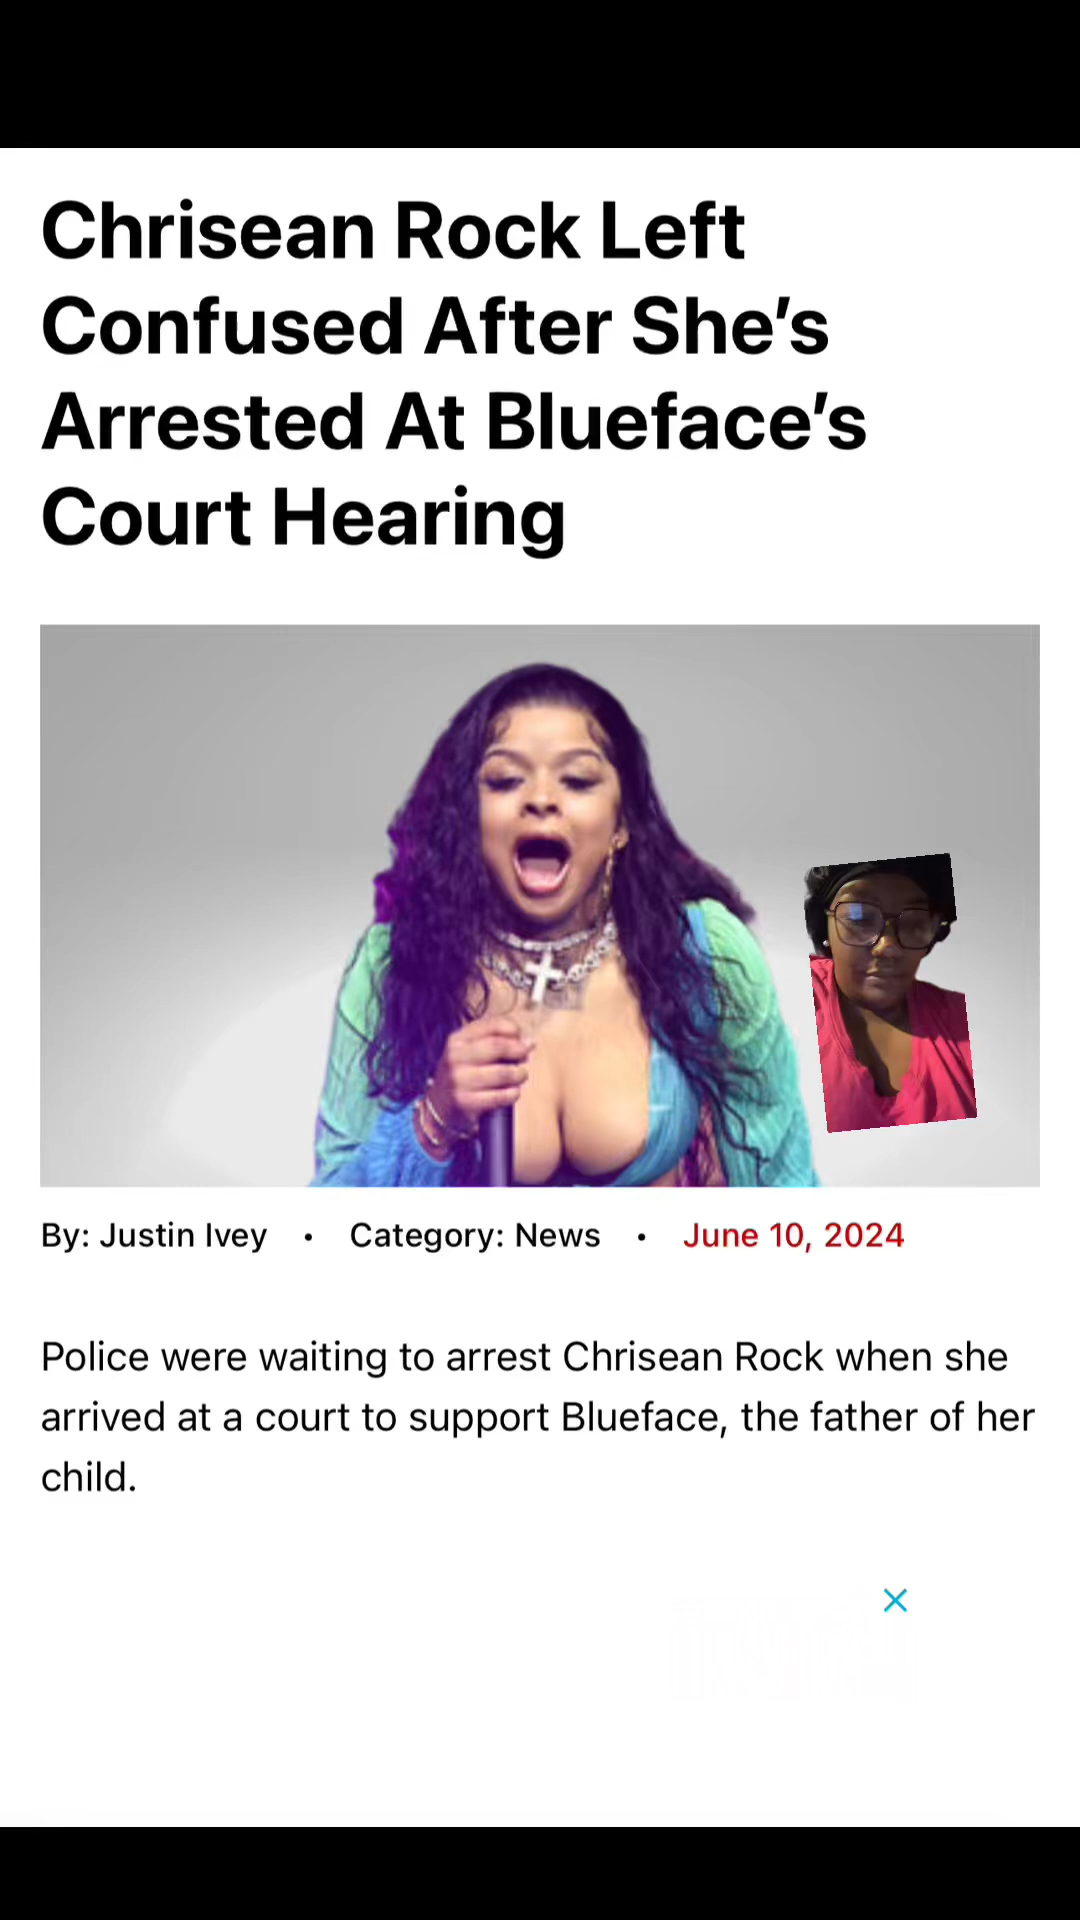 Chrisean Rock Left
Confused After She’s
Arrested At Blueface’s
Court Hearing
By: Justin Ivey • Category: News • June 10, 2024
Police were waiting to arrest Chrisean Rock when she
arrived at a court to support Blueface, the father of her
child.